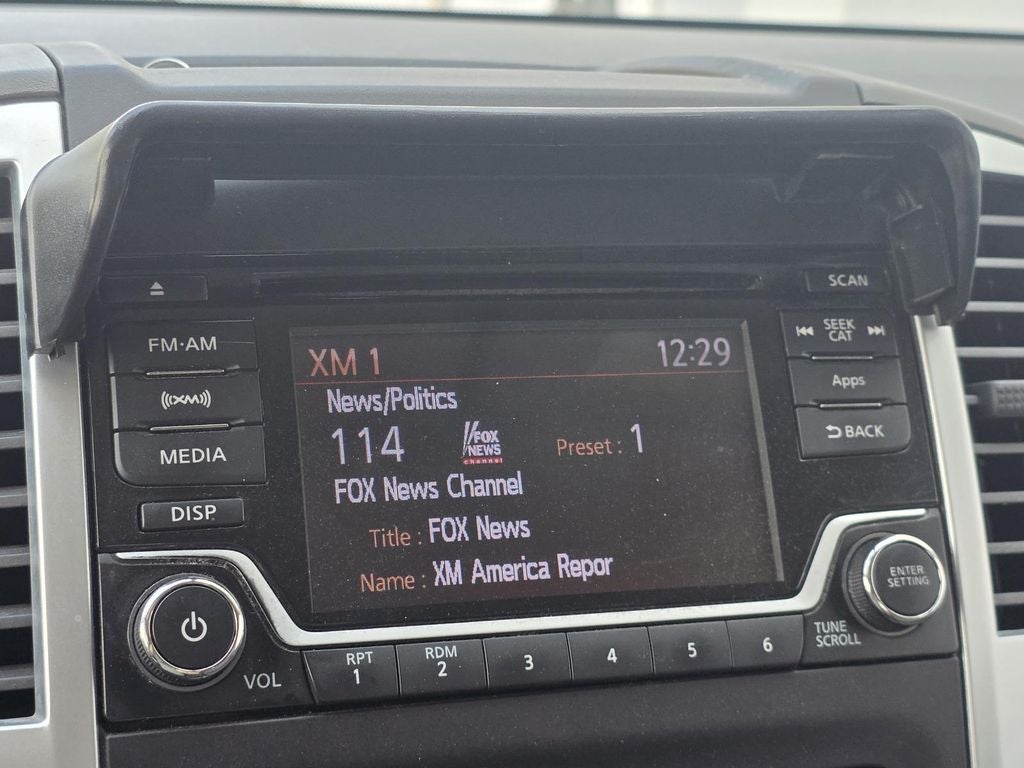 SCAN
FM·AM
SEEK
CAT
XM 1
12:29
News/Politics
((XM))
Apps
114
FOX
NEWS
channel
Preset : 1
BACK
MEDIA
FOX News Channel
DISP
Title : FOX News
Name : XM America Repor
ENTER
SETTING
VOL
RPT
1
RDM
2
3
4
5
6
TUNE
SCROLL